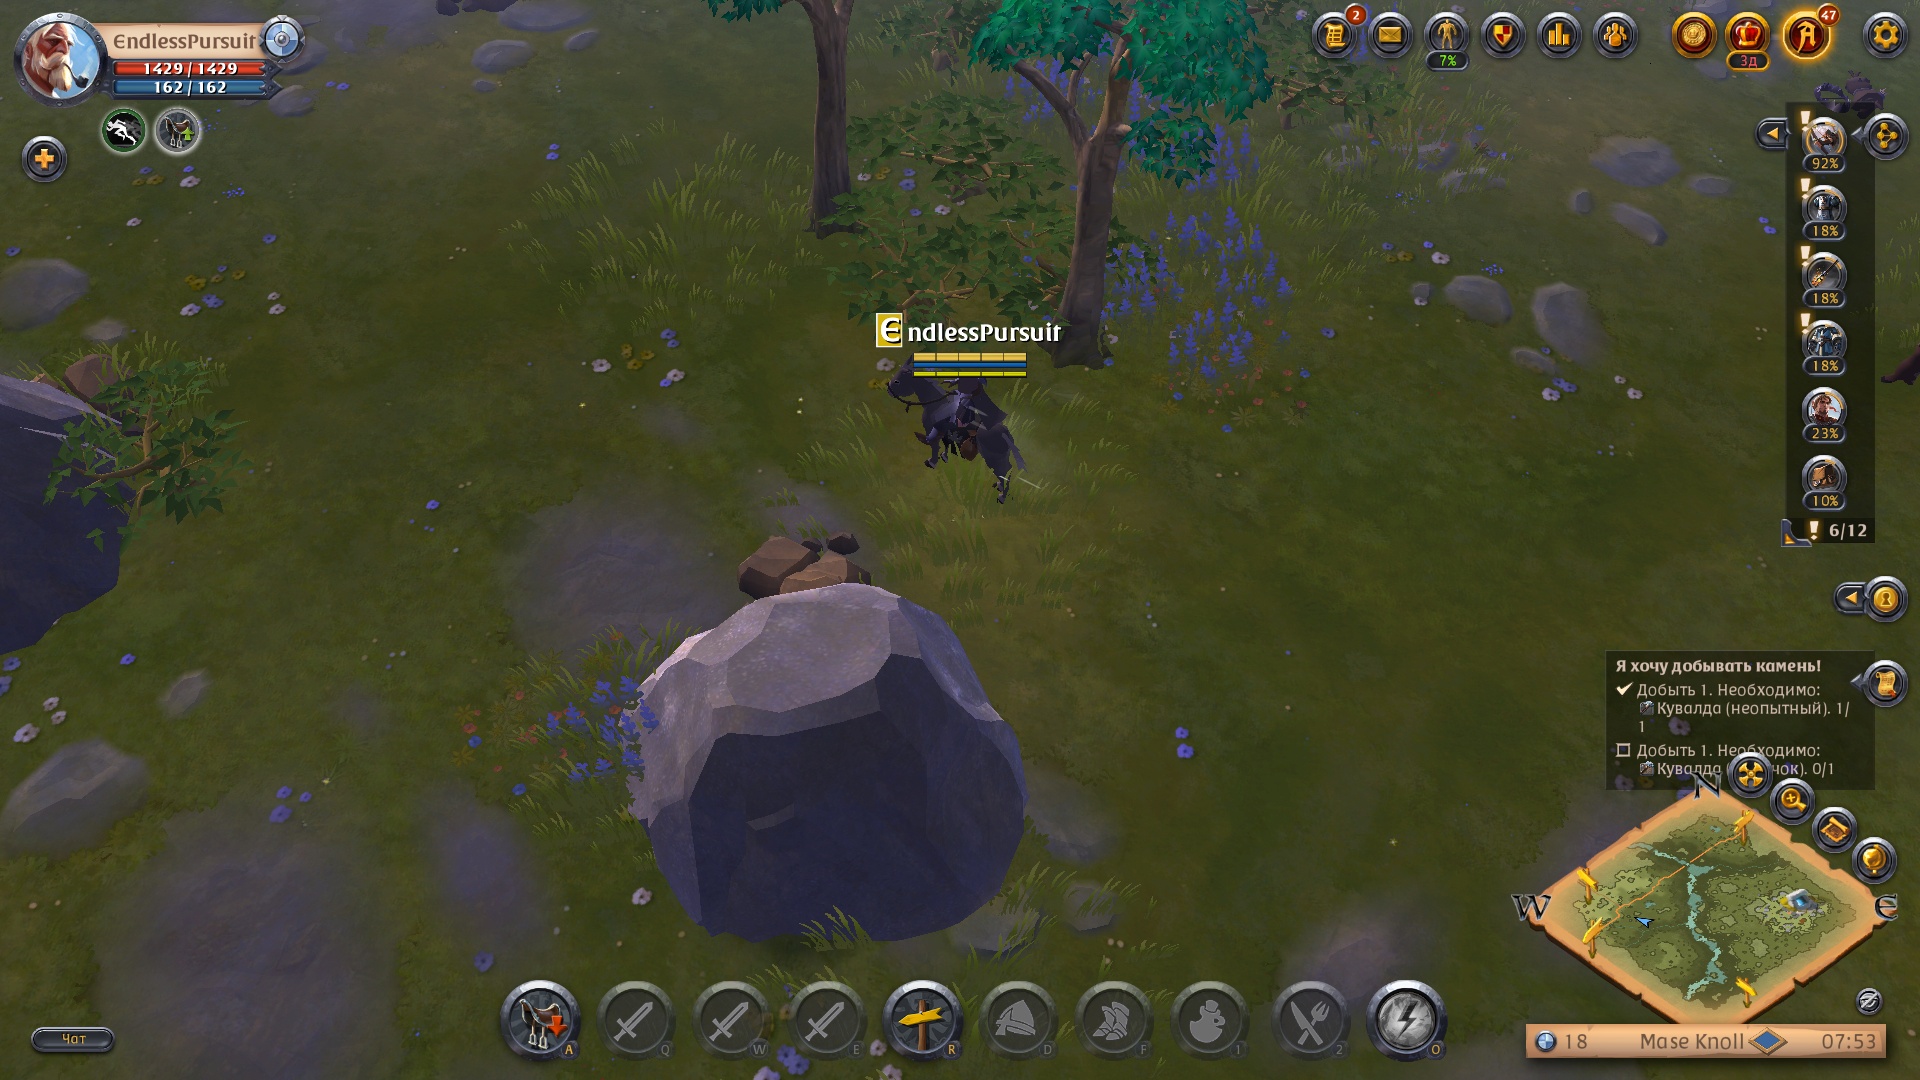 EndlessPursuit
1429 / 1429
162 / 162
2
7%
3д
47
92%
18%
18%
18%
23%
10%
6/12
EndlessPursuit
Я хочу добывать камень!
Добыть 1. Необходимо:
Кувалда (неопытный). 1/
1
Добыть 1. Необходимо:
Кувалда ( чок). 0/1
N
W
E
Чат
A
Q
W
E
R
D
F
1
2
O
18
Mase Knoll
07:53